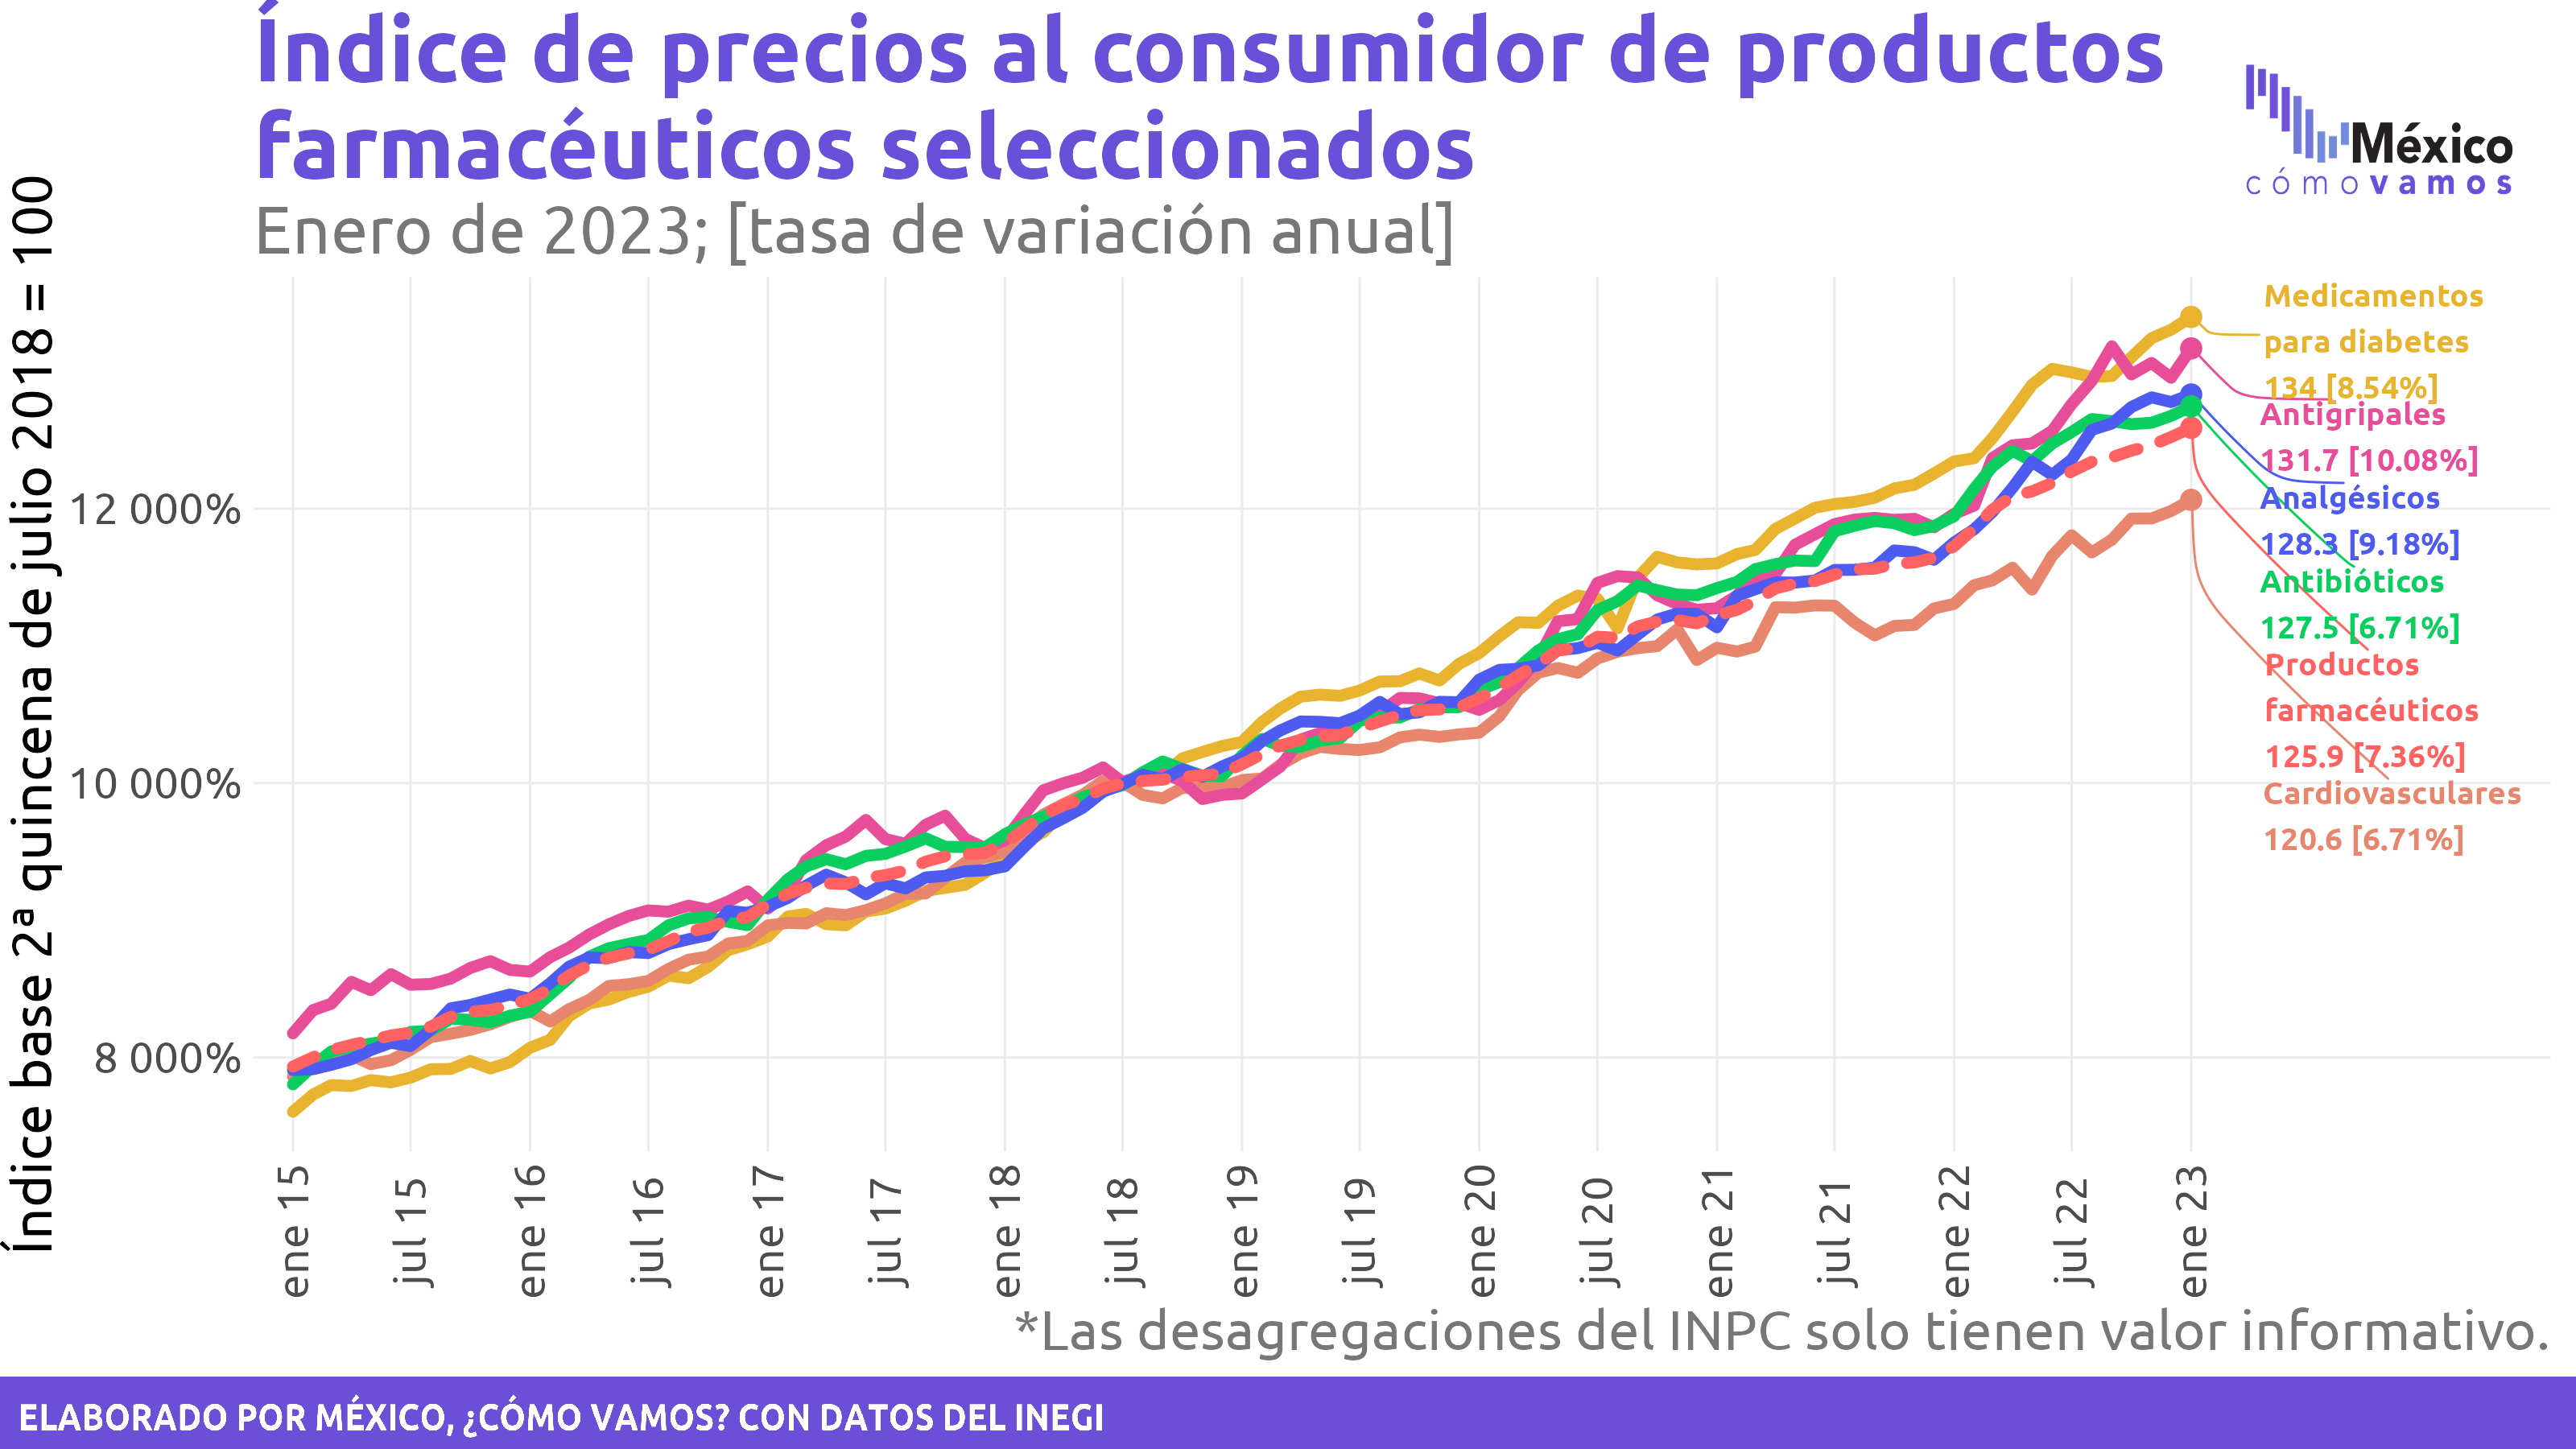 Índice de precios al consumidor de productos
farmacéuticos seleccionados
Enero de 2023; [tasa de variación anual]
México
cómo vamos
Índice base 2ª quincena de julio 2018 = 100
12 000%
10 000%
8 000%
Medicamentos
para diabetes
134 [8.54%]
Antigripales
131.7 [10.08%]
Analgésicos
128.3 [9.18%]
Antibióticos
127.5 [6.71%]
Productos
farmacéuticos
125.9 [7.36%]
Cardiovasculares
120.6 [6.71%]
ene 15
jul 15
ene 16
jul 16
ene 17
jul 17
ene 18
jul 18
ene 19
jul 19
ene 20
jul 20
ene 21
jul 21
ene 22
jul 22
ene 23
*Las desagregaciones del INPC solo tienen valor informativo.
ELABORADO POR MÉXICO, ¿CÓMO VAMOS? CON DATOS DEL INEGI